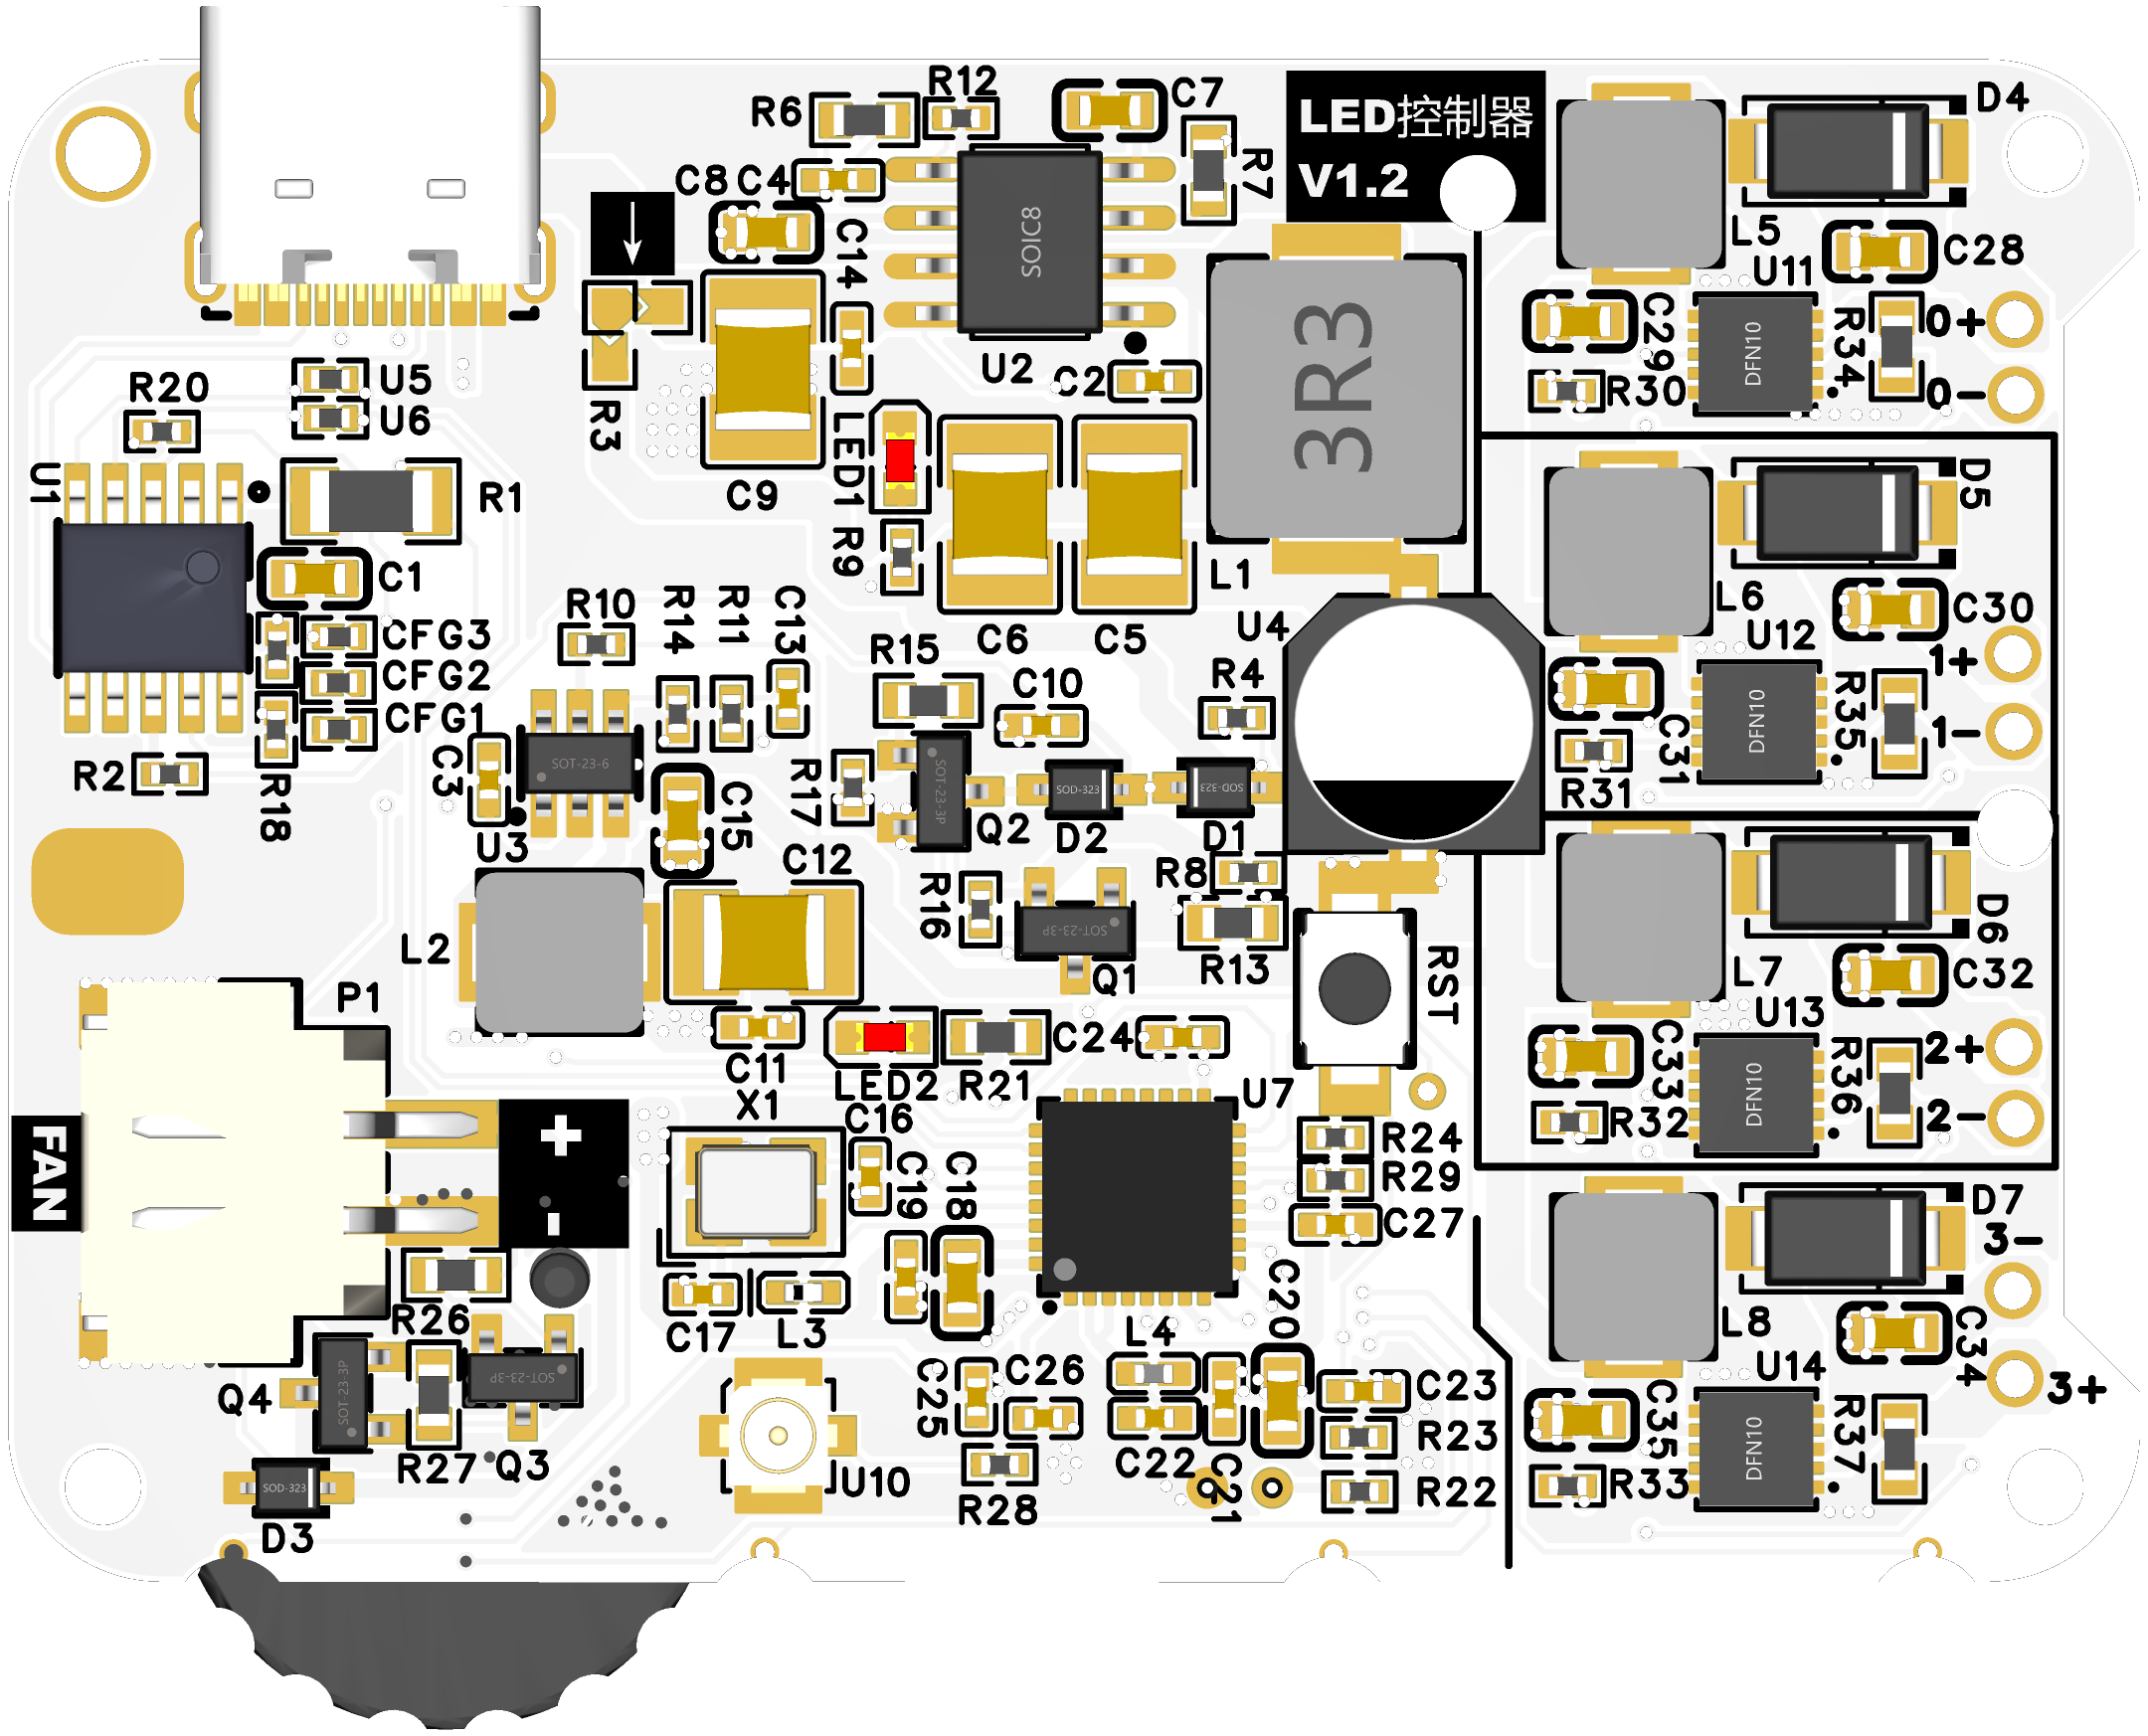 R12
C7
R6
LED控制器
V1.2
D4
R7
C8
C4
SOIC8
C14
L5
C28
U11
C29
DFN10
R34
0+
0-
R30
U2
C2
3R3
R3
U5
U6
R20
U1
R1
C9
LED1
R9
C1
L1
D5
L6
C30
U12
CFG3
CFG2
CFG1
R10
R14
R11
C13
C6
C5
U4
R15
C10
R4
1+
1-
DFN10
R35
C31
R31
R2
R18
C3
SOT-23-6
U3
C15
R17
SOT-23-3P
Q2
SOD-323
D2
SOD-323
D1
C12
R8
R16
SOT-23-3P
Q1
R13
RST
L2
D6
L7
C32
U13
C33
DFN10
R36
2+
2-
R32
P1
C11
LED2
R21
C24
U7
X1
C16
FAN
+
-
C19
C18
R24
R29
C27
D7
3-
R26
C17
L3
L4
C20
L8
C34
U14
3+
Q4
SOT-23-3P
SOT-23-3P
R27
Q3
C25
C26
C23
R23
C22
C21
R22
R28
U10
SOD-323
D3
C35
DFN10
R37
R33